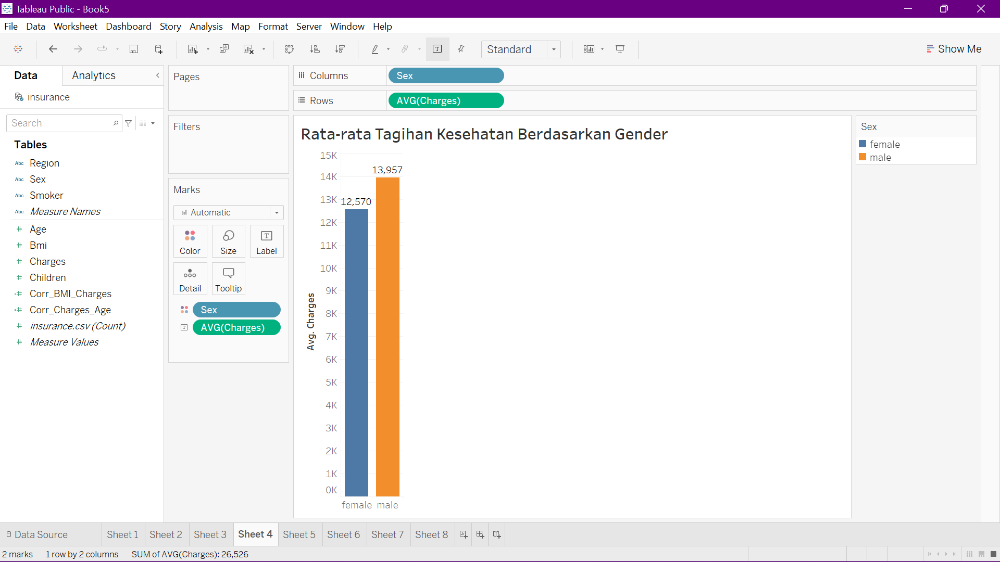 Tableau Public - Book5
File Data Worksheet Dashboard Story Analysis Map Format Server Window Help
Standard
Show Me
Data Analytics
insurance
Search
Tables
Abc Region
Abc Sex
Abc Smoker
Abc Measure Names
# Age
# Bmi
# Charges
# Children
=# Corr_BMI_Charges
=# Corr_Charges_Age
# insurance.csv (Count)
# Measure Values
Pages
Filters
Marks
Automatic
Color Size Label
Detail Tooltip
Sex
AVG(Charges)
Columns Sex
Rows AVG(Charges)
Rata-rata Tagihan Kesehatan Berdasarkan Gender
15K
14K
13K
12K
11K
10K
9K
8K
7K
6K
5K
4K
3K
2K
1K
0K
Avg. Charges
12,570
13,957
female male
Sex
female
male
Data Source Sheet 1 Sheet 2 Sheet 3 Sheet 4 Sheet 5 Sheet 6 Sheet 7 Sheet 8
2 marks 1 row by 2 columns SUM of AVG(Charges): 26,526